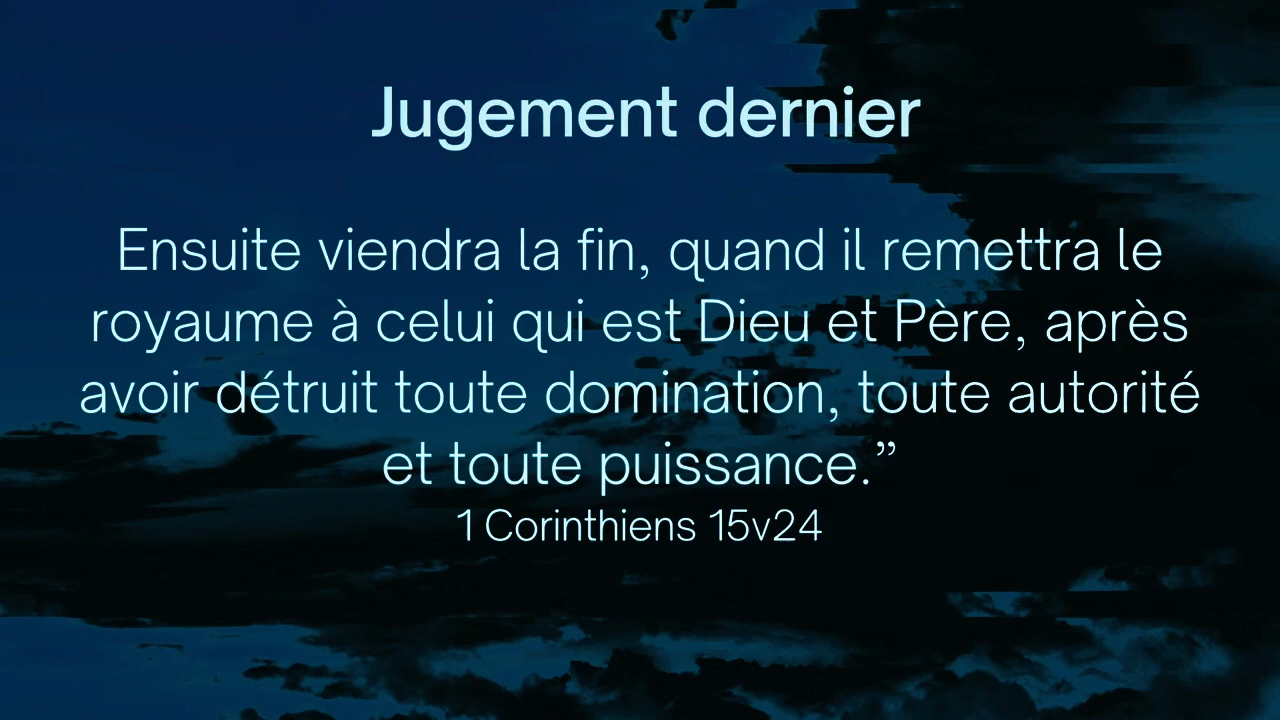 Jugement dernier
Ensuite viendra la fin, quand il remettra le
royaume à celui qui est Dieu et Père, après
avoir détruit toute domination, toute autorité
et toute puissance.”
1 Corinthiens 15v24